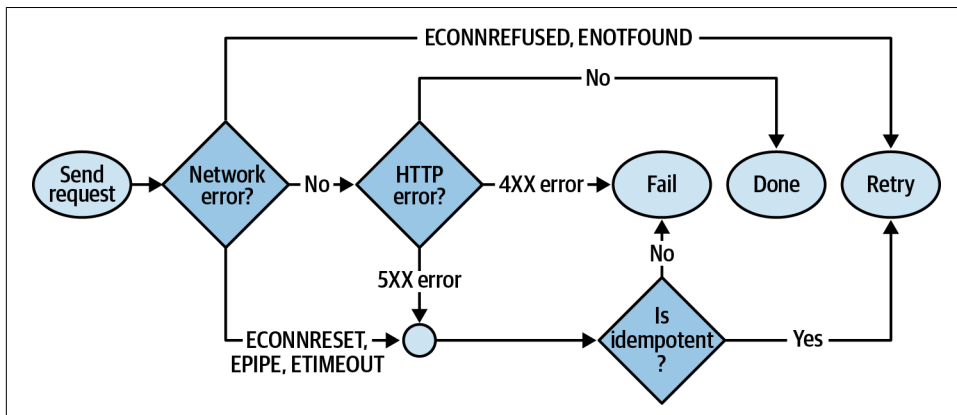 ECONNREFUSED, ENOTFOUND
No
Send
request
Network
error?
No
HTTP
error?
4XX error
Fail
Done
Retry
5XX error
No
ECONNRESET,
EPIPE, ETIMEOUT
Is
idempotent
?
Yes